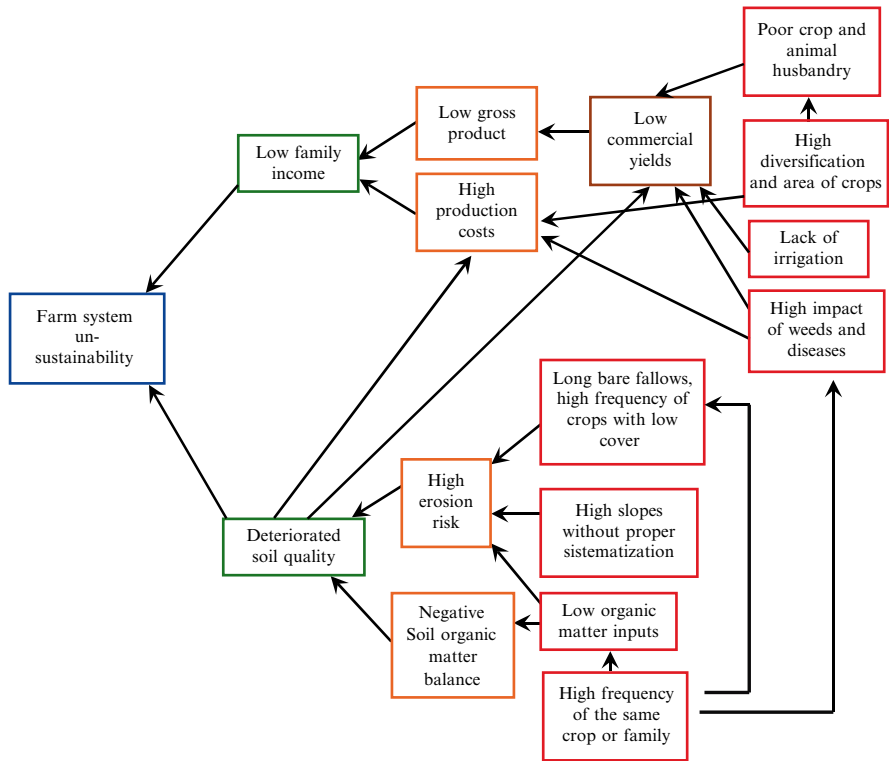 Poor crop and
animal
husbandry
Low gross
product
Low
commercial
yields
High
diversification
and area of crops
Low family
income
High
production
costs
Lack of
irrigation
Farm system
un-
sustainability
High impact
of weeds and
diseases
Long bare fallows,
high frequency of
crops with low
cover
High
erosion
risk
High slopes
without proper
sistematization
Deteriorated
soil quality
Negative
Soil organic
matter
balance
Low organic
matter inputs
High frequency
of the same
crop or family